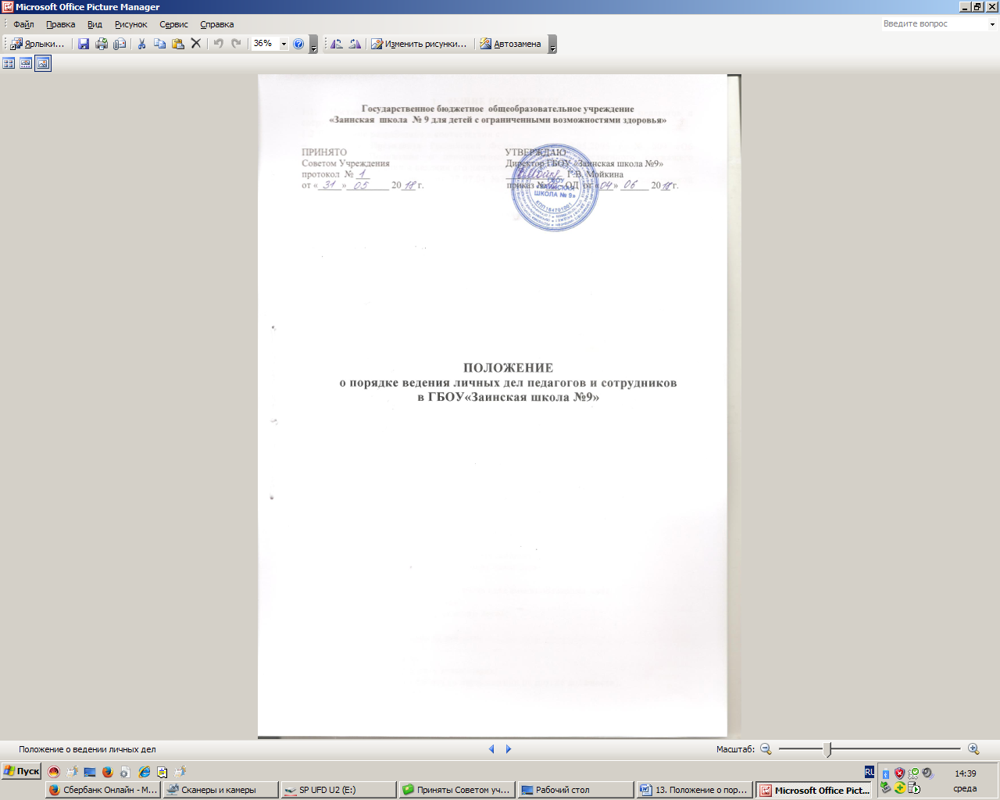 Microsoft Office Picture Manager
Файл Правка Вид Рисунок Сервис Справка
Введите вопрос
Ярлыки... 36% Изменить рисунки... Автозамена
Государственное бюджетное общеобразовательное учреждение
«Заинская школа № 9 для детей с ограниченными возможностями здоровья»
ПРИНЯТО
Советом Учреждения
протокол № 1
от « 31 » 05 20 18 г.
УТВЕРЖДАЮ
Директор ГБОУ «Заинская школа №9»
Г.В. Мойкина
приказ № ОД от «04» 06 20 18 г.
ГБОУ
«ЗАИНСКАЯ
ШКОЛА № 9»
КПП164701001
ПОЛОЖЕНИЕ
о порядке ведения личных дел педагогов и сотрудников
в ГБОУ«Заинская школа №9»
Положение о ведении личных дел
Масштаб:
Пуск
RL
14:39
среда
Сбербанк Онлайн - М... Сканеры и камеры SP UFD U2 (E:) Приняты Советом уч... Рабочий стол 13. Положение о пор... Microsoft Office Pict...